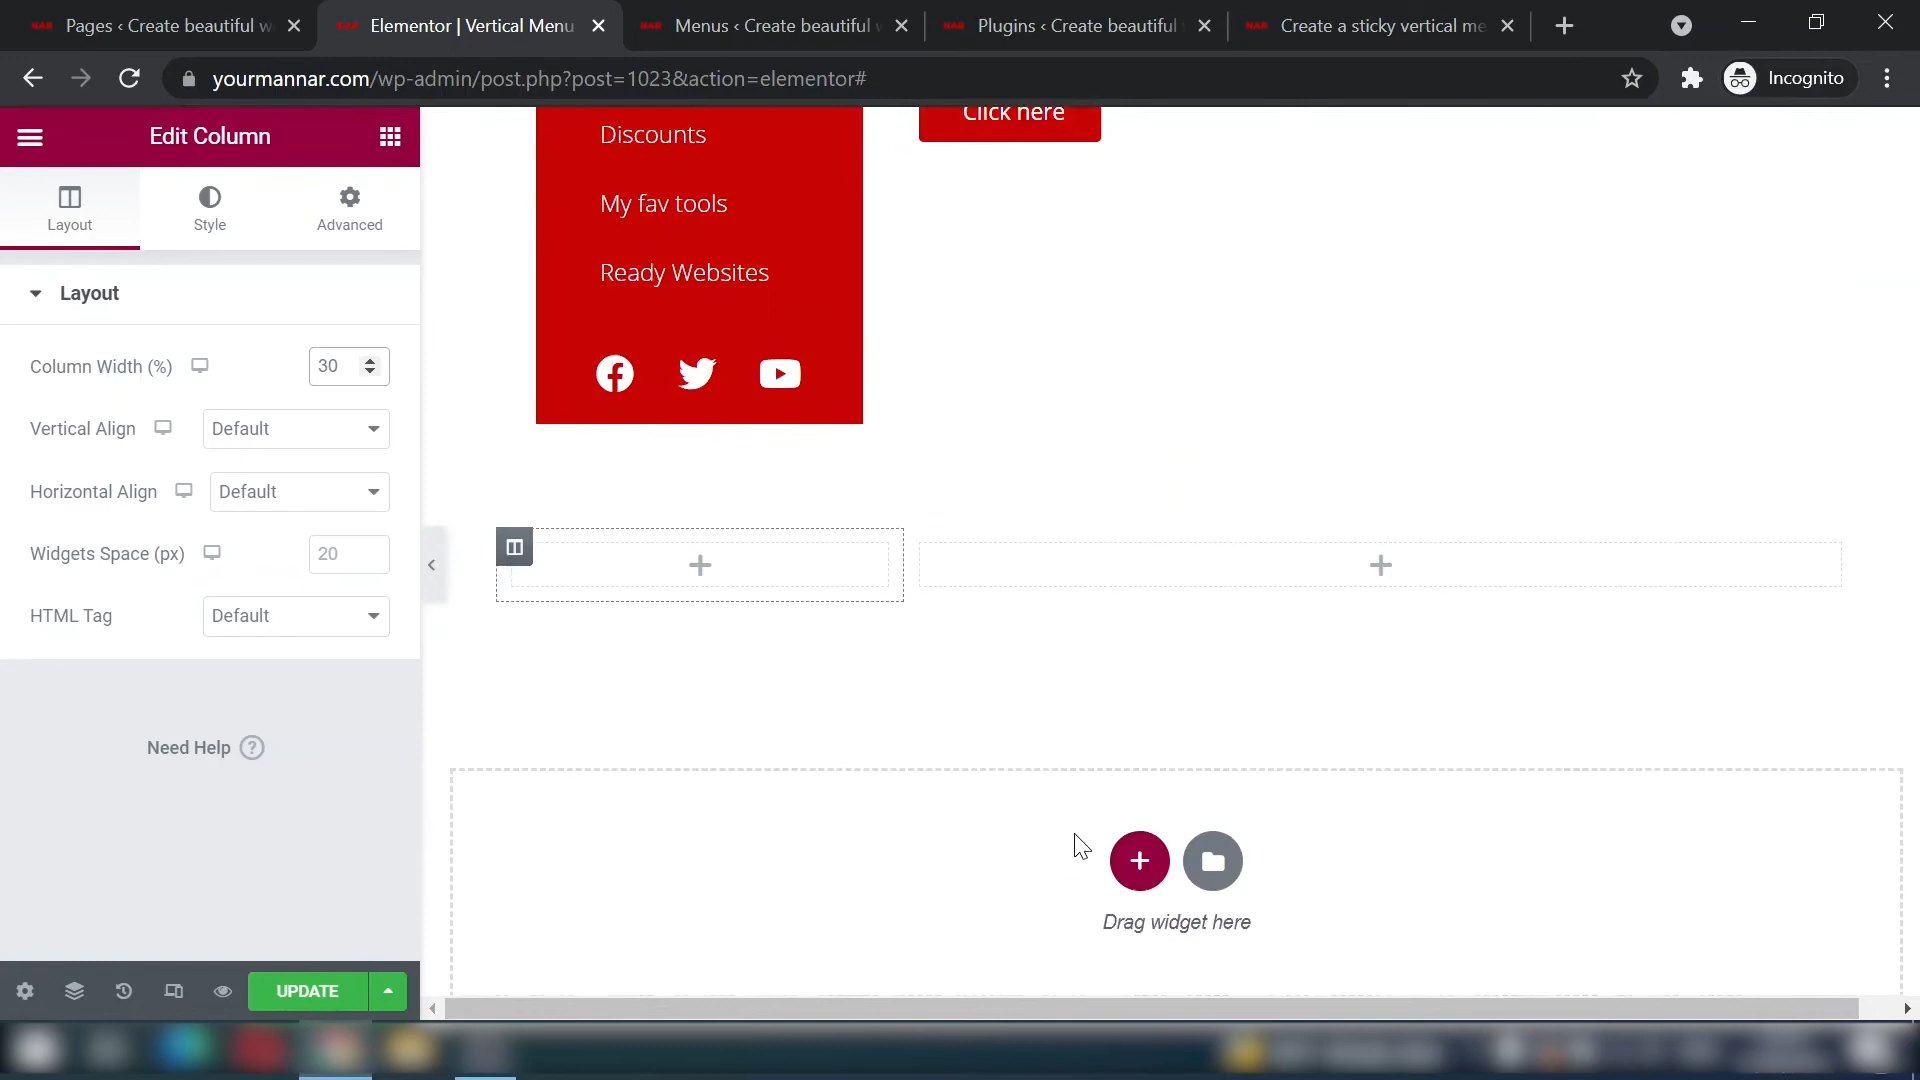 Pages ‹ Create beautiful w
Elementor | Vertical Menu
Menus ‹ Create beautiful
Plugins ‹ Create beautiful
Create a sticky vertical me
yourmannar.com/wp-admin/post.php?post=1023&action=elementor#
Incognito
Edit Column
Layout
Style
Advanced
Layout
Column Width (%)
30
Vertical Align
Default
Horizontal Align
Default
Widgets Space (px)
20
HTML Tag
Default
Need Help
?
UPDATE
Click here
Discounts
My fav tools
Ready Websites
Drag widget here